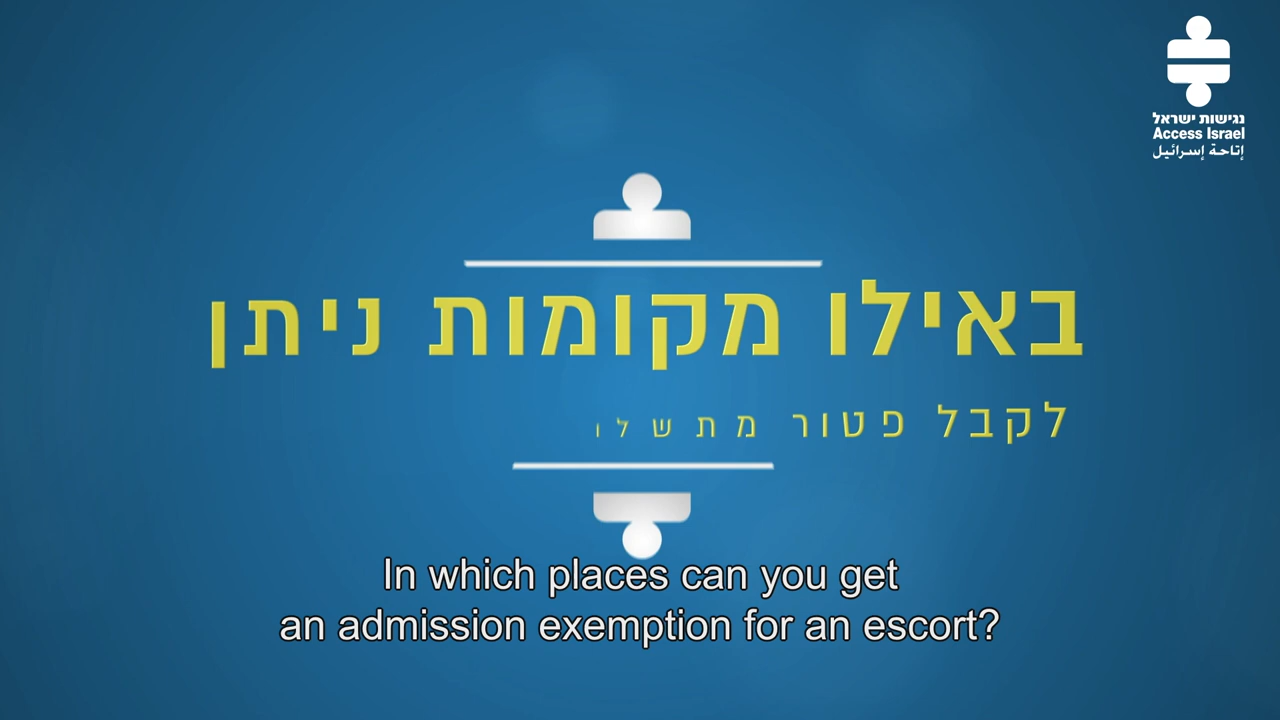 نגישות ישראל
Access Israel
إتاحة إسرائيل
באילו מקומות ניתן
לקבל פטור מתשלו
In which places can you get
an admission exemption for an escort?